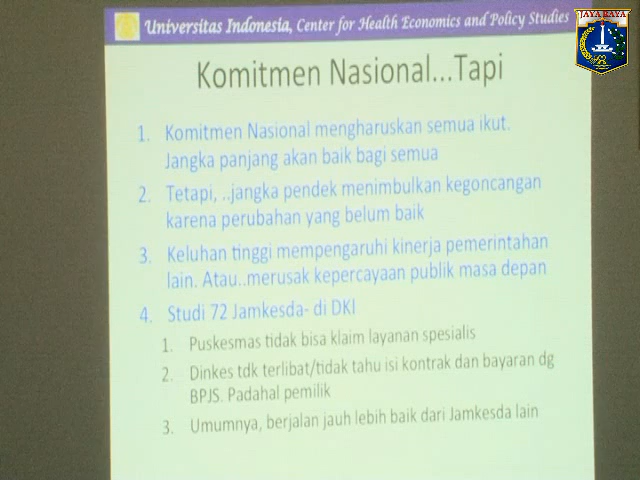 Universitas Indonesia, Center for Health Economics and Policy Studies
JAYA RAYA
Komitmen Nasional...Tapi
1. Komitmen Nasional mengharuskan semua ikut.
Jangka panjang akan baik bagi semua
2. Tetapi, ..jangka pendek menimbulkan kegoncangan
karena perubahan yang belum baik
3. Keluhan tinggi mempengaruhi kinerja pemerintahan
lain. Atau..merusak kepercayaan publik masa depan
4. Studi 72 Jamkesda- di DKI
1. Puskesmas tidak bisa klaim layanan spesialis
2. Dinkes tdk terlibat/tidak tahu isi kontrak dan bayaran dg
BPJS. Padahal pemilik
3. Umumnya, berjalan jauh lebih baik dari Jamkesda lain